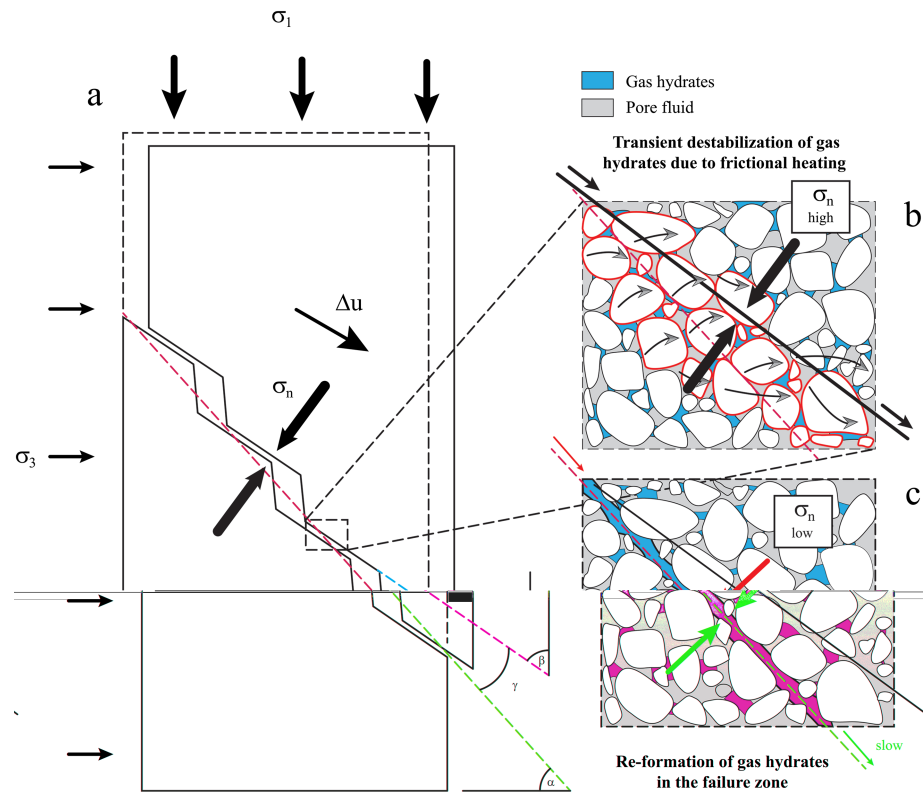 σ1
a
Gas hydrates
Pore fluid
Transient destabilization of gas
hydrates due to frictional heating
σn
high
b
Δu
σn
σ3
c
σn
low
β
γ
α
slow
Re-formation of gas hydrates
in the failure zone